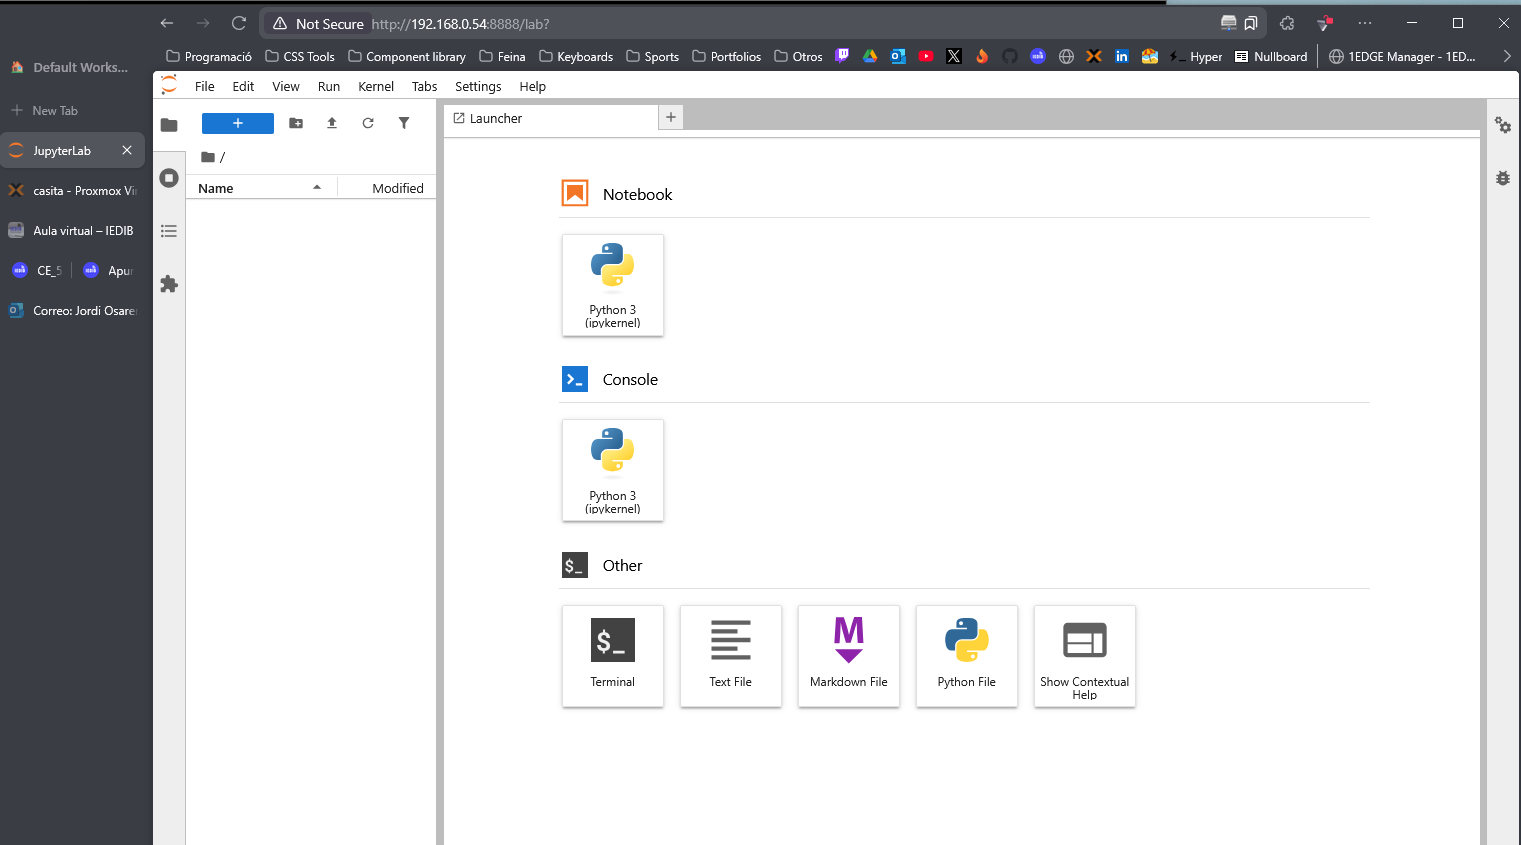 Not Secure http://192.168.0.54:8888/lab?
Programació CSS Tools Component library Feina Keyboards Sports Portfolios Otros Hyper Nullboard 1EDGE Manager - 1ED...
Default Works...
New Tab
JupyterLab
casita - Proxmox Vi
Aula virtual – IEDIB
CE_5 Apu
Correo: Jordi Osare
File Edit View Run Kernel Tabs Settings Help
/
Name Modified
Launcher
Notebook
Python 3
(ipykernel)
Console
Python 3
(ipykernel)
$_ Other
$_
Terminal
Text File
M
Markdown File
Python File
Show Contextual
Help